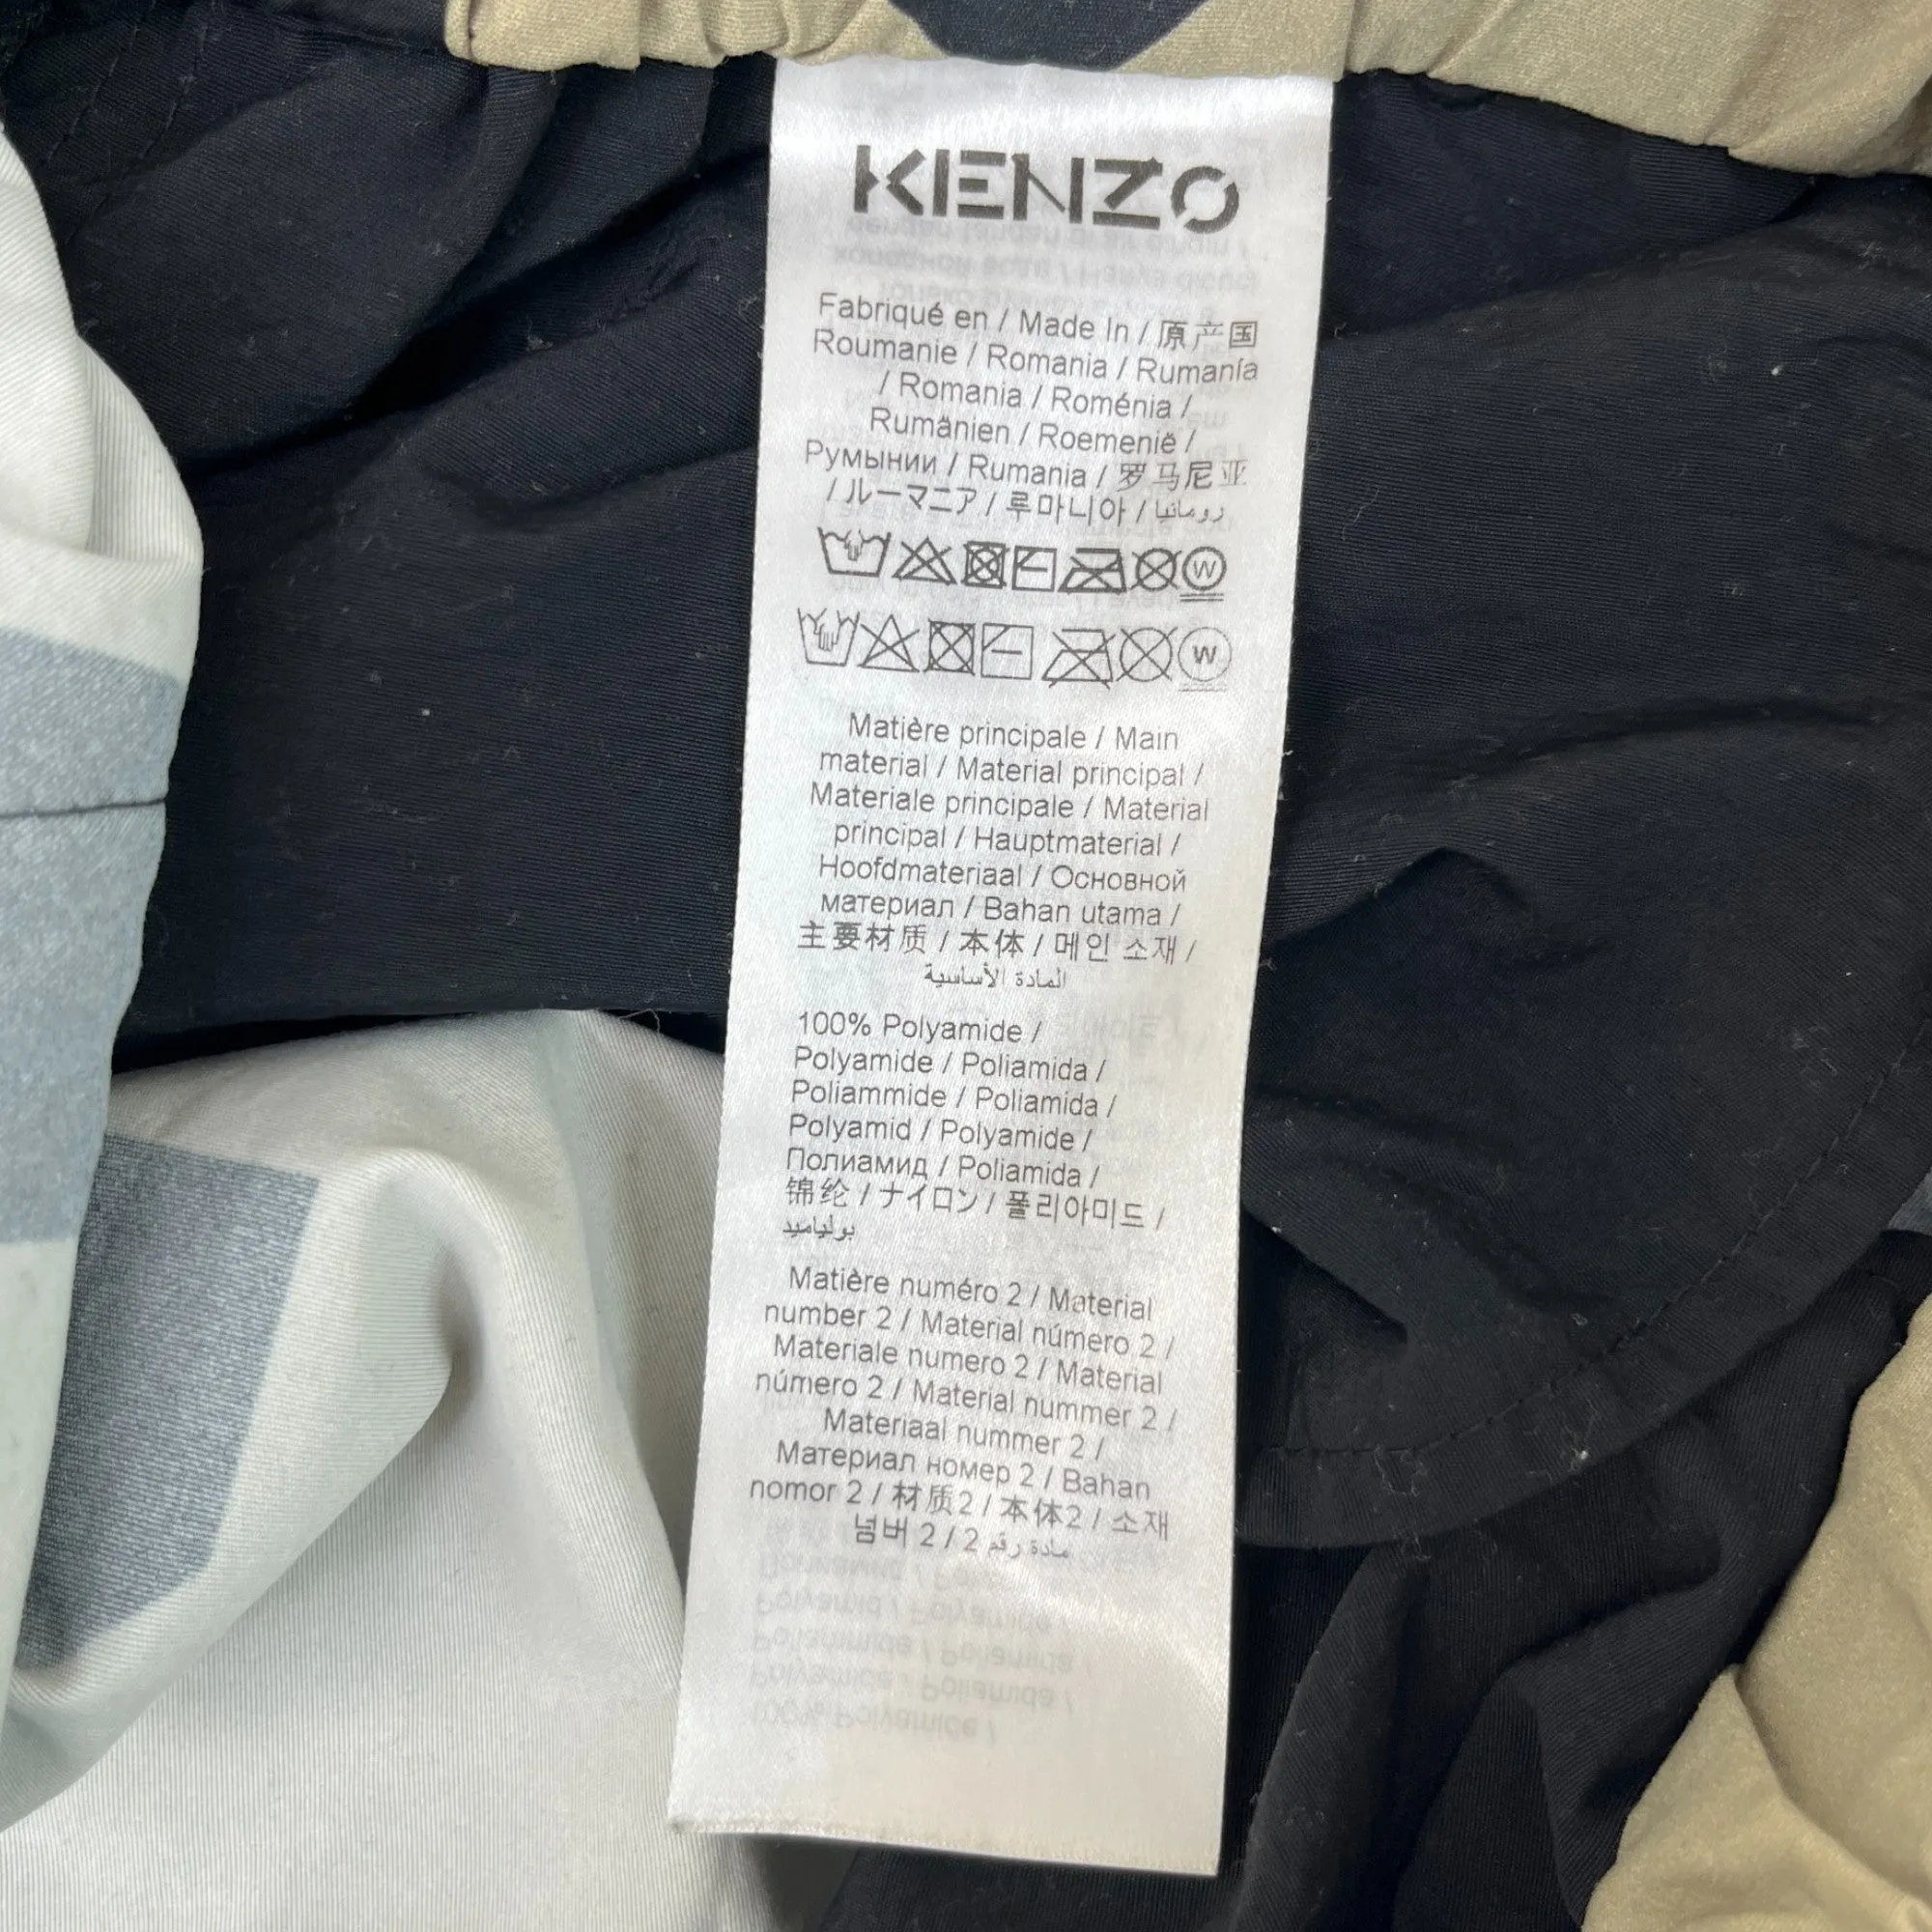 KENZO
Fabriqué en / Made In / 原产国
Roumanie / Romania / Rumanía
/ Romania / Roménia /
Rumänien / Roemenië /
Румынии / Rumania / 罗马尼亚
/ ルーマニア / 루마니아 / رومانيا
W
W
Matière principale / Main
material / Material principal /
Materiale principale / Material
principal / Hauptmaterial /
Hoofdmateriaal / Основной
материал / Bahan utama /
主要材质 / 本体 / 메인 소재 /
المادة الأساسية
100% Polyamide /
Polyamide / Poliamida /
Poliammide / Poliamida /
Polyamid / Polyamide /
Полиамид / Poliamida /
锦纶 / ナイロン / 폴리아미드 /
بولياميد
Matière numéro 2 / Material
number 2 / Material número 2 /
Materiale numero 2 / Material
número 2 / Material nummer 2 /
Materiaal nummer 2 /
Материал номер 2 / Bahan
nomor 2 / 材质2 / 本体2 / 소재
넘버 2 / مادة رقم 2